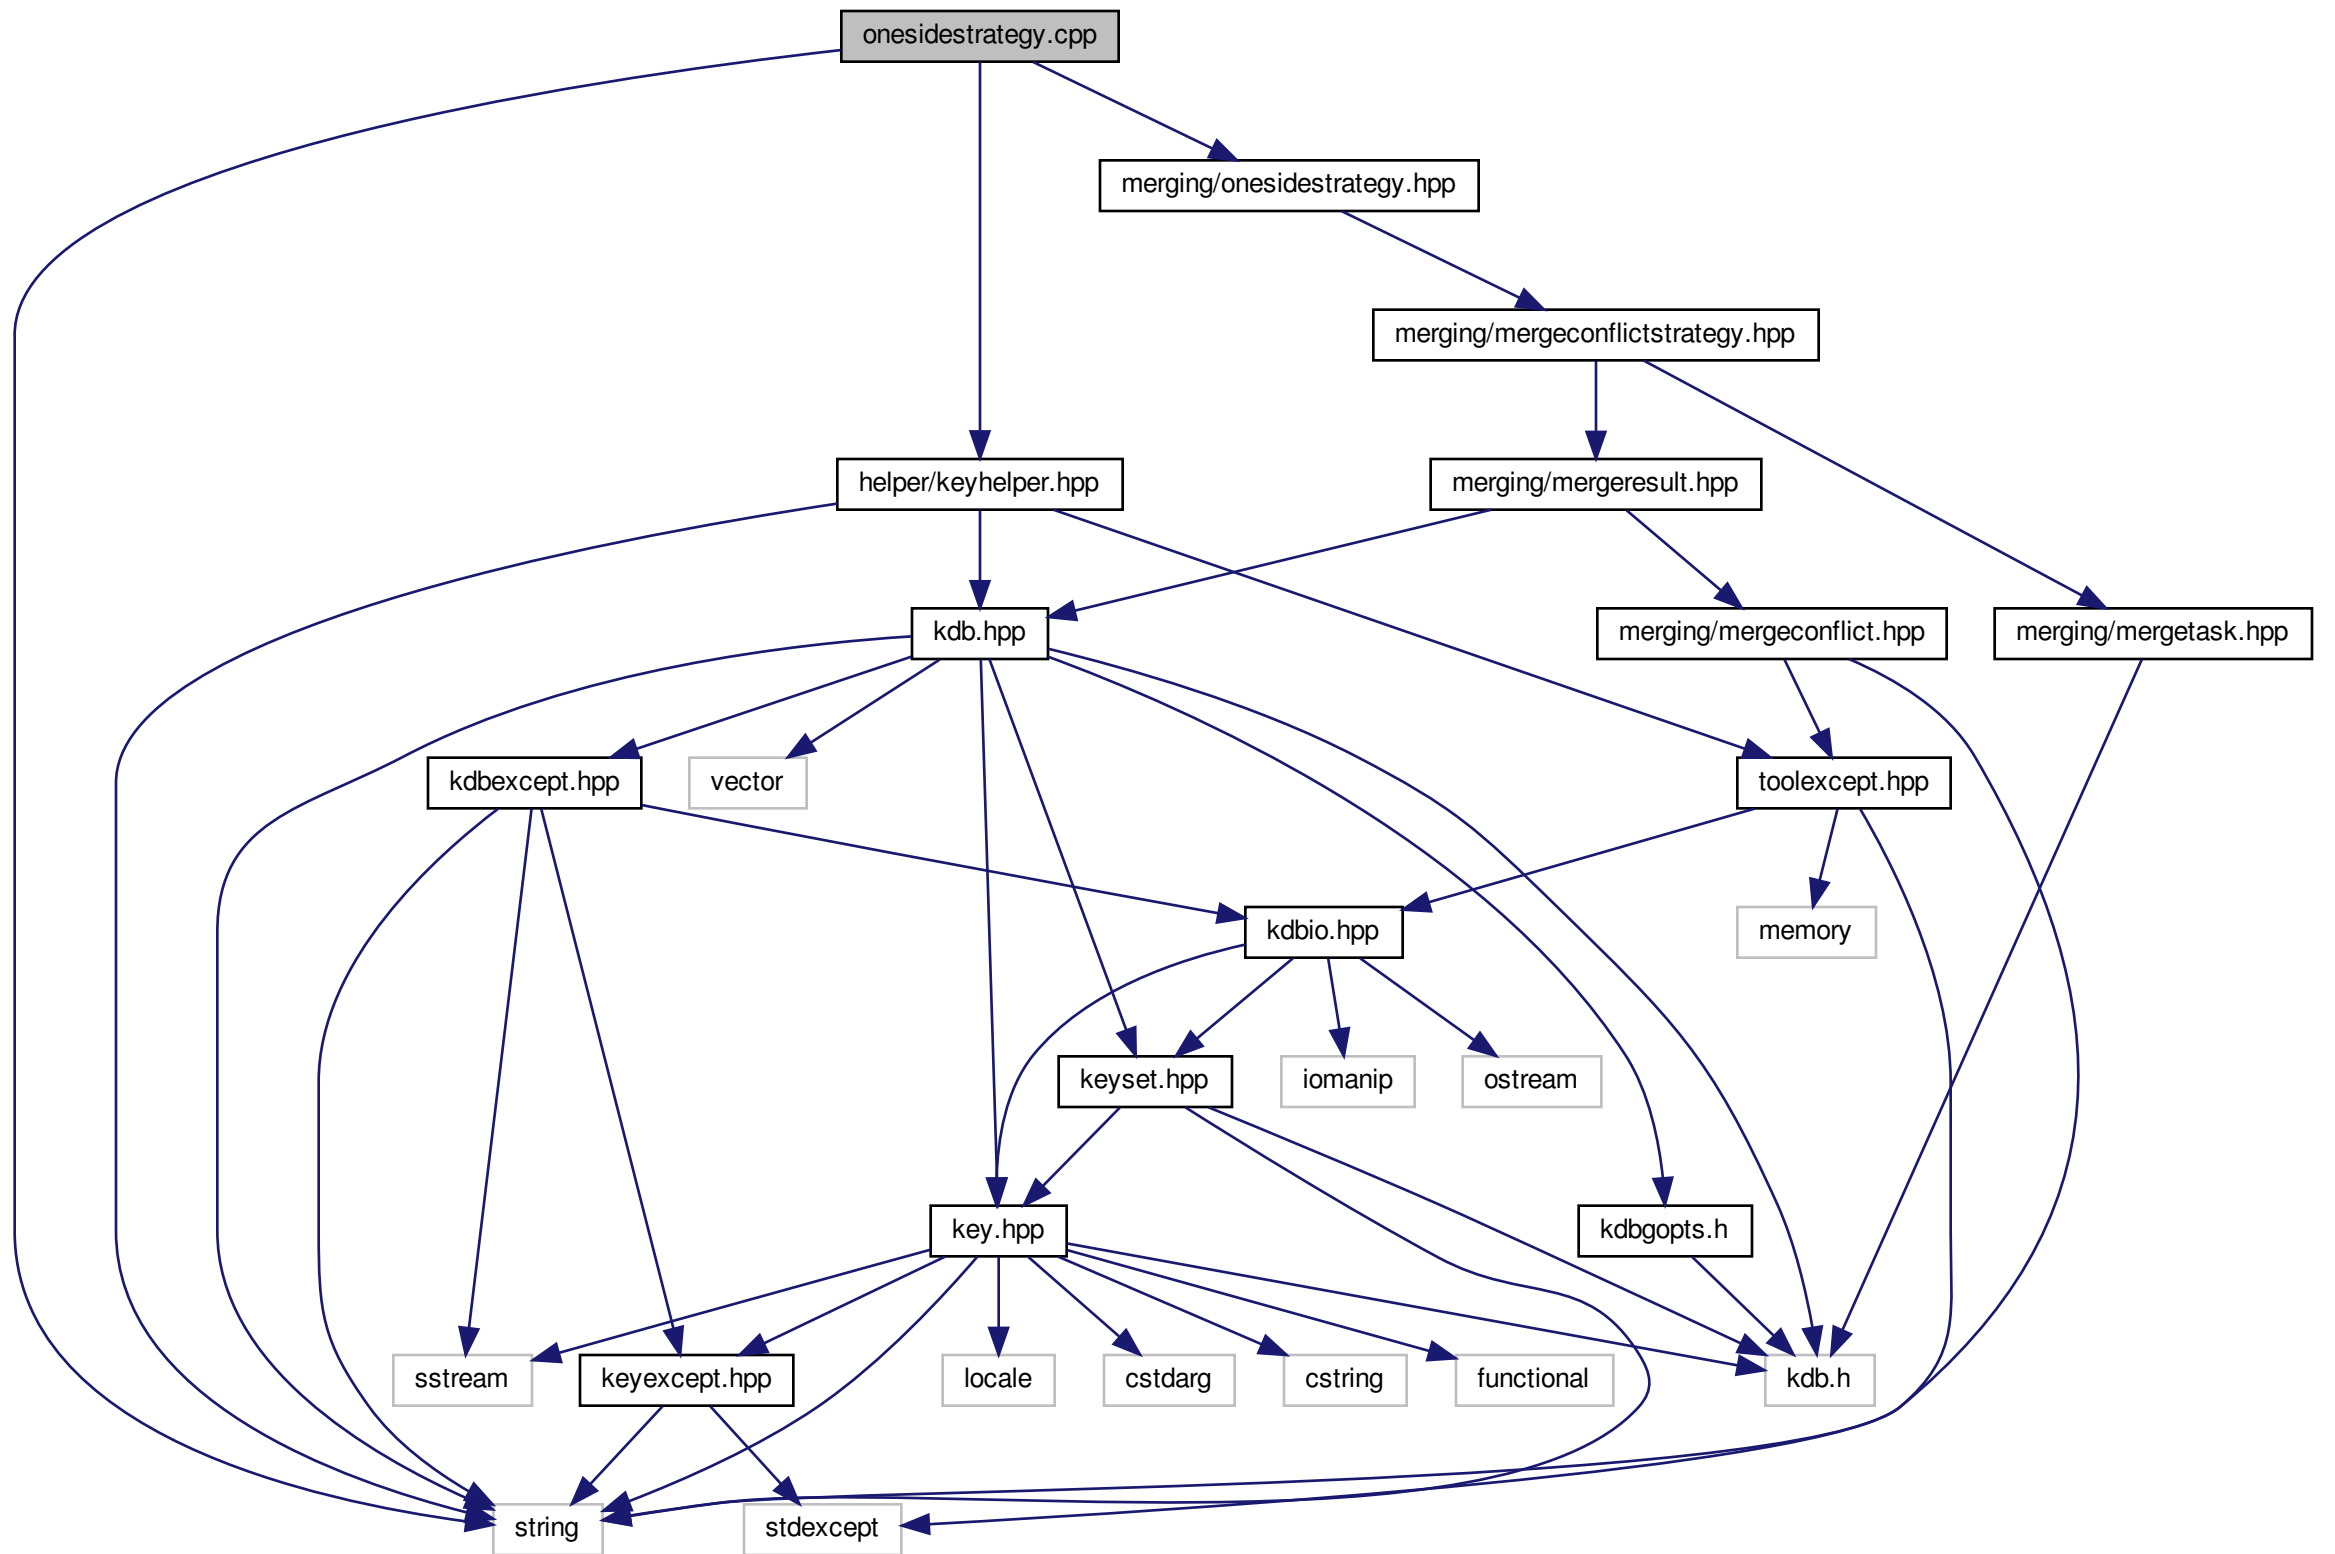 onesidestrategy.cpp
merging/onesidestrategy.hpp
merging/mergeconflictstrategy.hpp
helper/keyhelper.hpp
merging/mergeresult.hpp
kdb.hpp
merging/mergeconflict.hpp
merging/mergetask.hpp
kdbexcept.hpp
vector
toolexcept.hpp
kdbio.hpp
memory
keyset.hpp
iomanip
ostream
key.hpp
kdbgopts.h
sstream
keyexcept.hpp
locale
cstdarg
cstring
functional
kdb.h
string
stdexcept